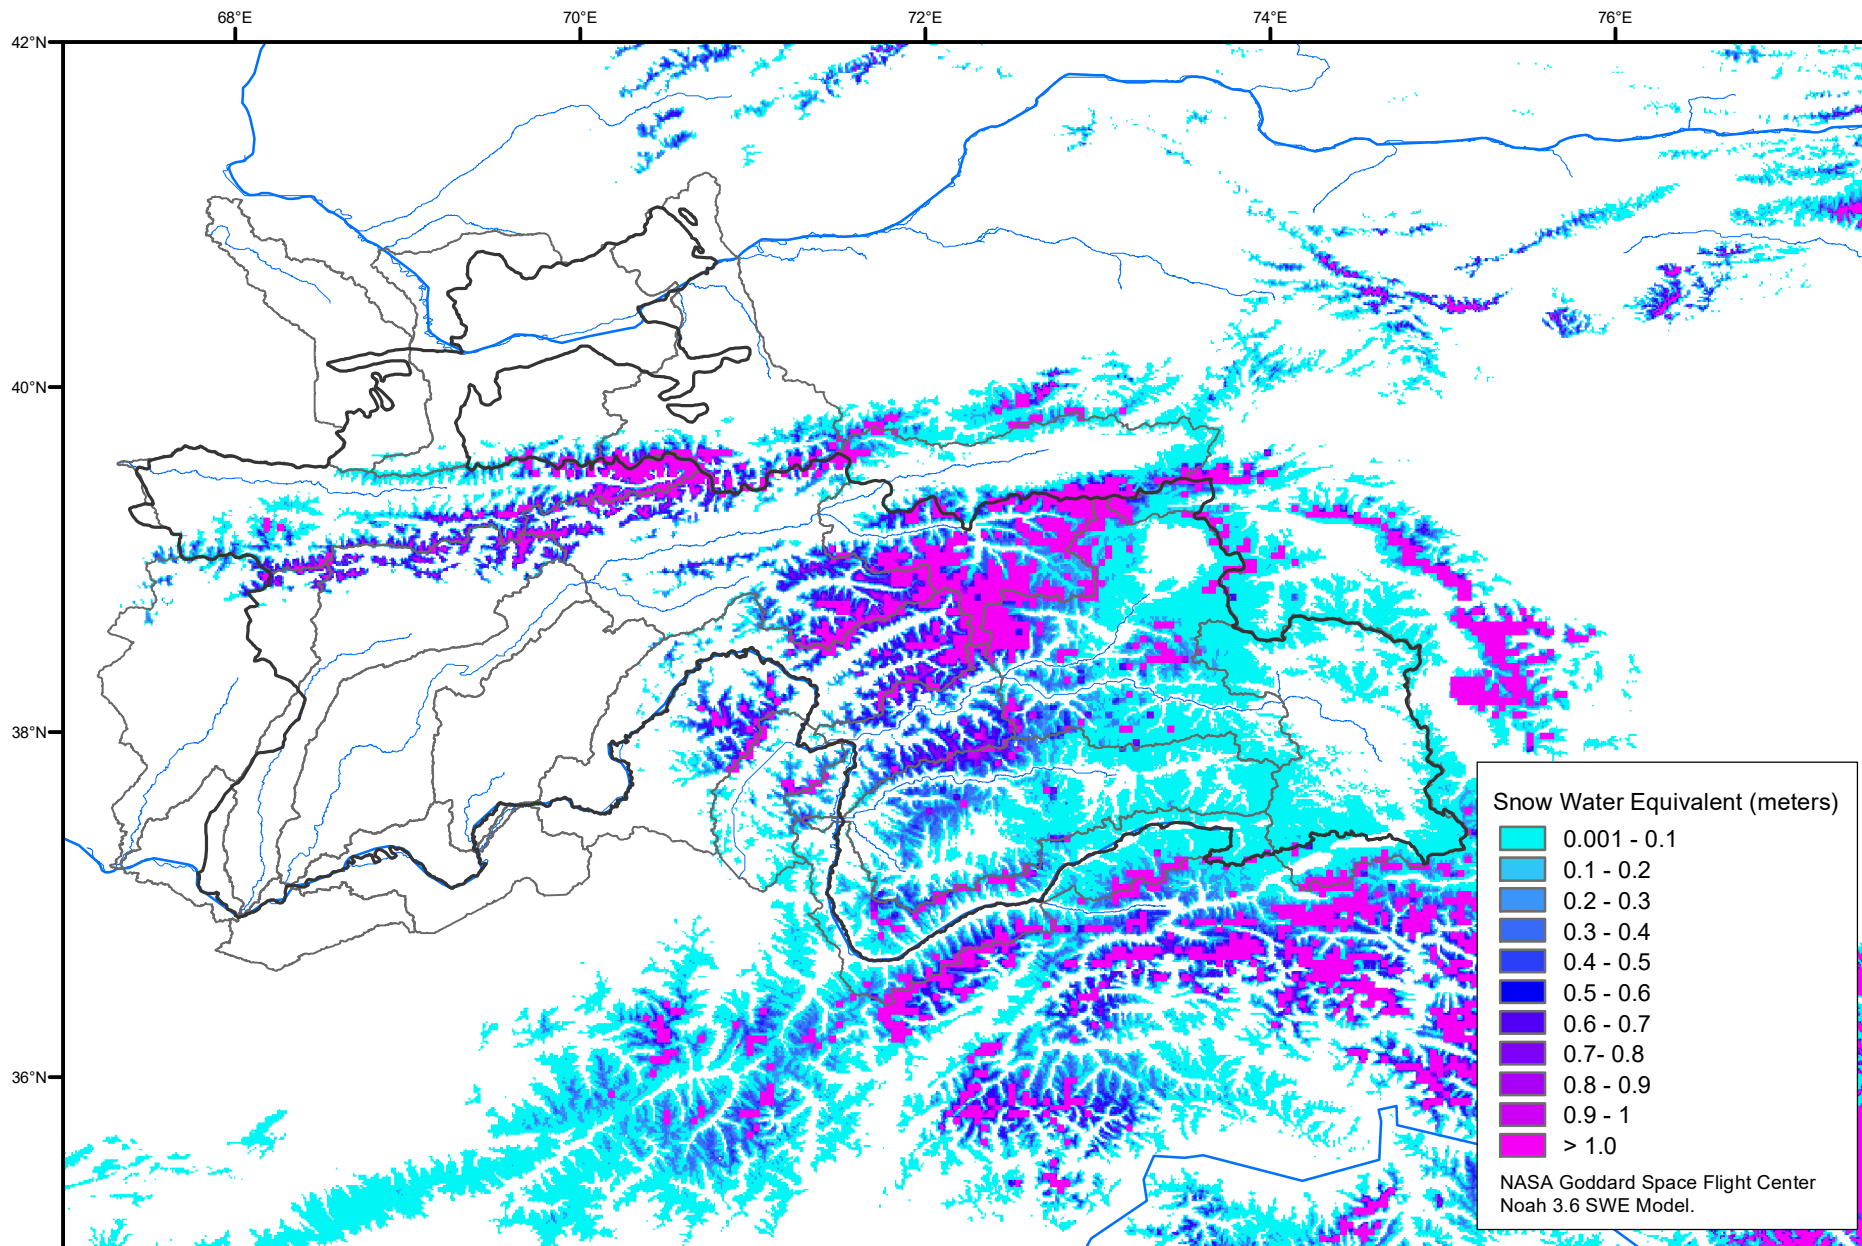 68°E
70°E
72°E
74°E
76°E
42°N
40°N
38°N
36°N
Snow Water Equivalent (meters)
0.001 - 0.1
0.1 - 0.2
0.2 - 0.3
0.3 - 0.4
0.4 - 0.5
0.5 - 0.6
0.6 - 0.7
0.7- 0.8
0.8 - 0.9
0.9 - 1
> 1.0
NASA Goddard Space Flight Center
Noah 3.6 SWE Model.